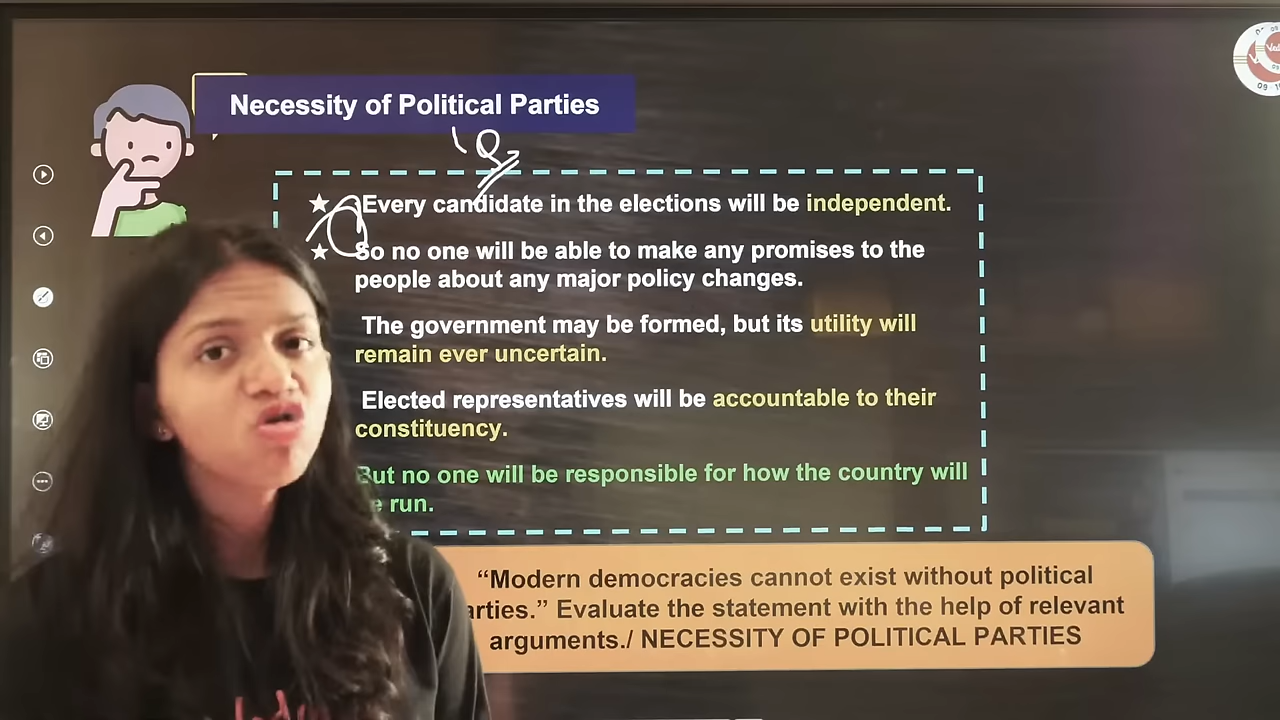 Necessity of Political Parties
Every candidate in the elections will be independent.
So no one will be able to make any promises to the
people about any major policy changes.
The government may be formed, but its utility will
remain ever uncertain.
Elected representatives will be accountable to their
constituency.
But no one will be responsible for how the country will
run.
“Modern democracies cannot exist without political
Evaluate the statement with the help of relevant
arguments./ NECESSITY OF POLITICAL PARTIES